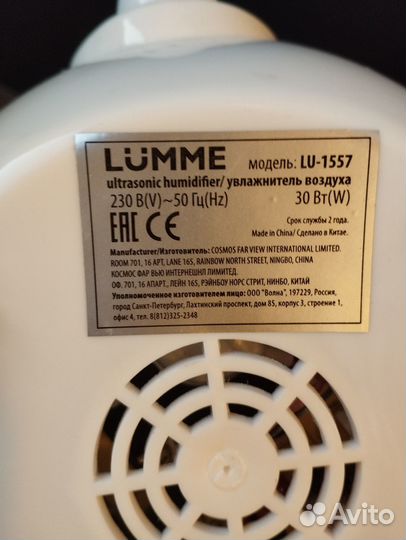 LÜMME модель: LU-1557
ultrasonic humidifier/ увлажнитель воздуха
230 В(V)~50 Гц(Hz) 30 Вт(W)
EAC CE
Срок службы 2 года.
Made in China/ Сделано в Китае.
Manufacturer/Изготовитель: COSMOS FAR VIEW INTERNATIONAL LIMITED.
ROOM 701, 16 APT, LANE 165, RAINBOW NORTH STREET, NINGBO, CHINA
КОСМОС ФАР ВЬЮ ИНТЕРНЕШНЛ ЛИМИТЕД.
ОФ. 701, 16 АПАРТ., ЛЕЙН 165, РЭЙНБОУ НОРС СТРИТ, НИНБО, КИТАЙ
Уполномоченное изготовителем лицо: ООО "Волна", 197229, Россия,
город Санкт-Петербург, Лахтинский проспект, дом 85, корпус 3, строение 1,
офис 4, тел. 8(812)325-2348
Avito